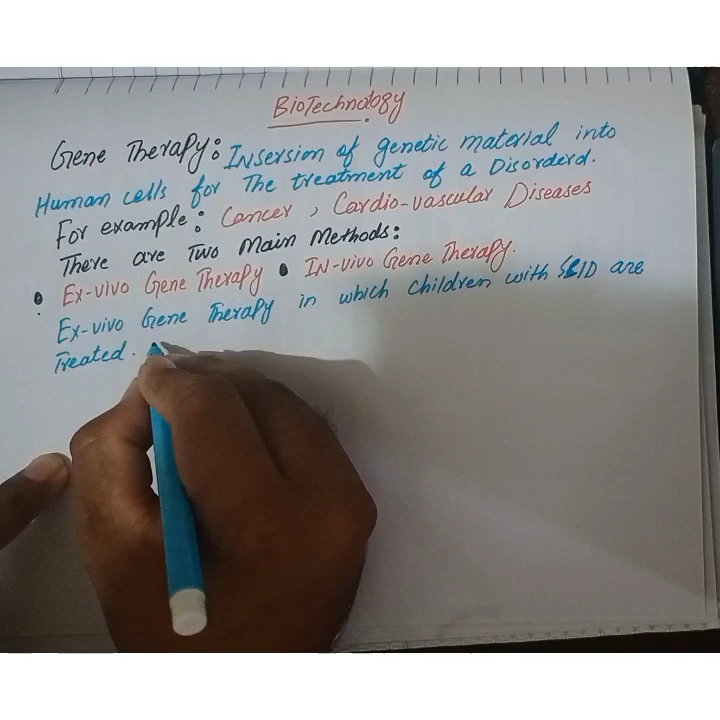 BioTechnology
Gene Therapy: Insersion of genetic material into
Human cells for The treatment of a Disorderd.
For example: Cancer, Cardio-vascular Diseases
There are Two Main Methods:
• Ex-vivo Gene Therapy • IN-vivo Gene Therapy.
Ex-vivo Gene Therapy in which children with SCID are
Treated.